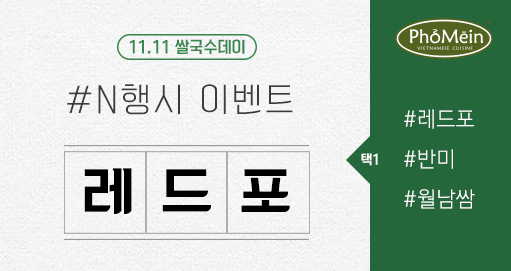 11.11 쌀국수데이
#N행시 이벤트
레드포
택1
PhởMein
VIETNAMESE CUISINE
#레드포
#반미
#월남쌈